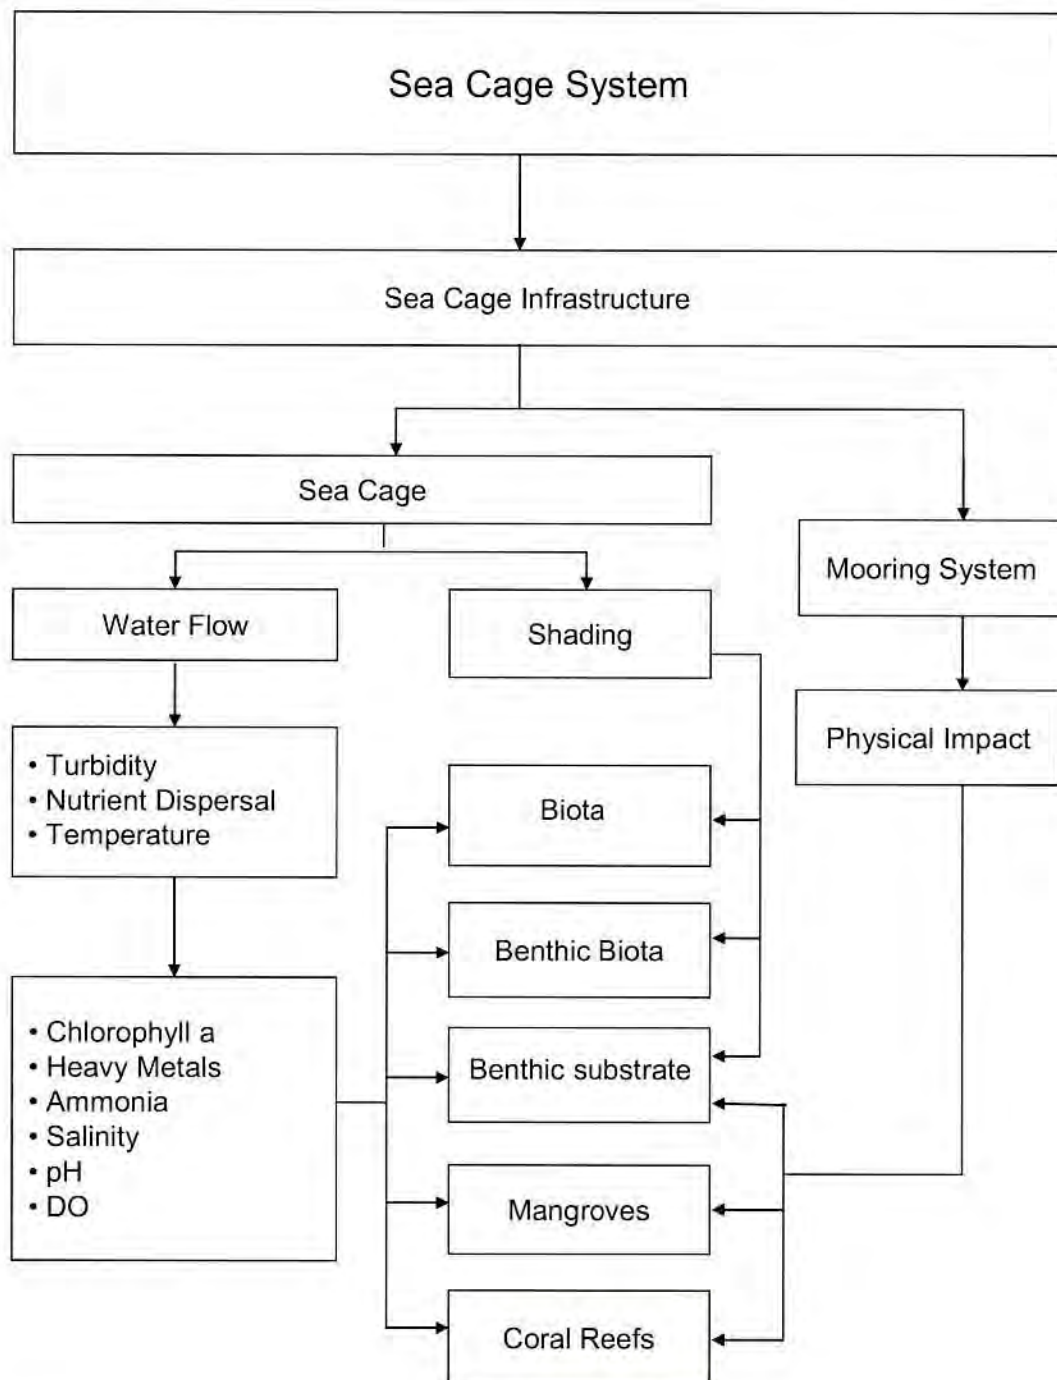 Sea Cage System
Sea Cage Infrastructure
Sea Cage
Mooring System
Water Flow
Shading
Physical Impact
• Turbidity
• Nutrient Dispersal
• Temperature
Biota
Benthic Biota
• Chlorophyll a
• Heavy Metals
• Ammonia
• Salinity
• pH
• DO
Benthic substrate
Mangroves
Coral Reefs